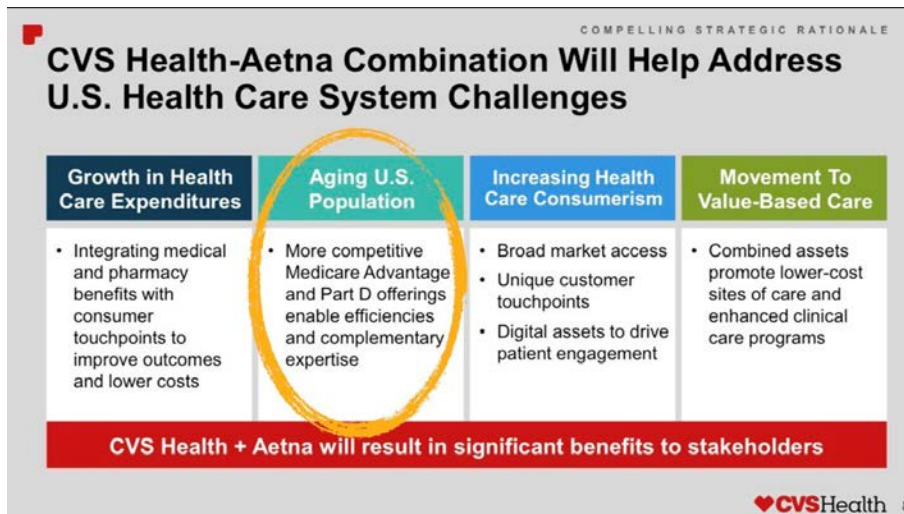 COMPELLING STRATEGIC RATIONALE
CVS Health-Aetna Combination Will Help Address
U.S. Health Care System Challenges
Growth in Health
Care Expenditures
• Integrating medical
and pharmacy
benefits with
consumer
touchpoints to
improve outcomes
and lower costs
Aging U.S.
Population
• More competitive
Medicare Advantage
and Part D offerings
enable efficiencies
and complementary
expertise
Increasing Health
Care Consumerism
• Broad market access
• Unique customer
touchpoints
• Digital assets to drive
patient engagement
Movement To
Value-Based Care
• Combined assets
promote lower-cost
sites of care and
enhanced clinical
care programs
CVS Health + Aetna will result in significant benefits to stakeholders
CVSHealth